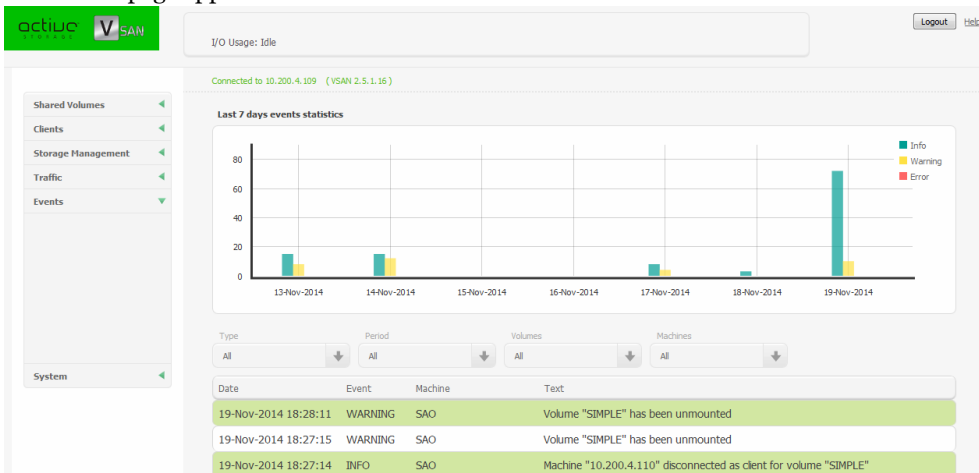 active
STORAGE
V SAN
I/O Usage: Idle
Logout
Help
Connected to 10.200.4.109 (VSAN 2.5.1.16)
Shared Volumes
Clients
Storage Management
Traffic
Events
System
Last 7 days events statistics
Info
Warning
Error
80
60
40
20
0
13-Nov-2014 14-Nov-2014 15-Nov-2014 16-Nov-2014 17-Nov-2014 18-Nov-2014 19-Nov-2014
Type Period Volumes Machines
All All All All
Date Event Machine Text
19-Nov-2014 18:28:11 WARNING SAO Volume "SIMPLE" has been unmounted
19-Nov-2014 18:27:15 WARNING SAO Volume "SIMPLE" has been unmounted
19-Nov-2014 18:27:14 INFO SAO Machine "10.200.4.110" disconnected as client for volume "SIMPLE"